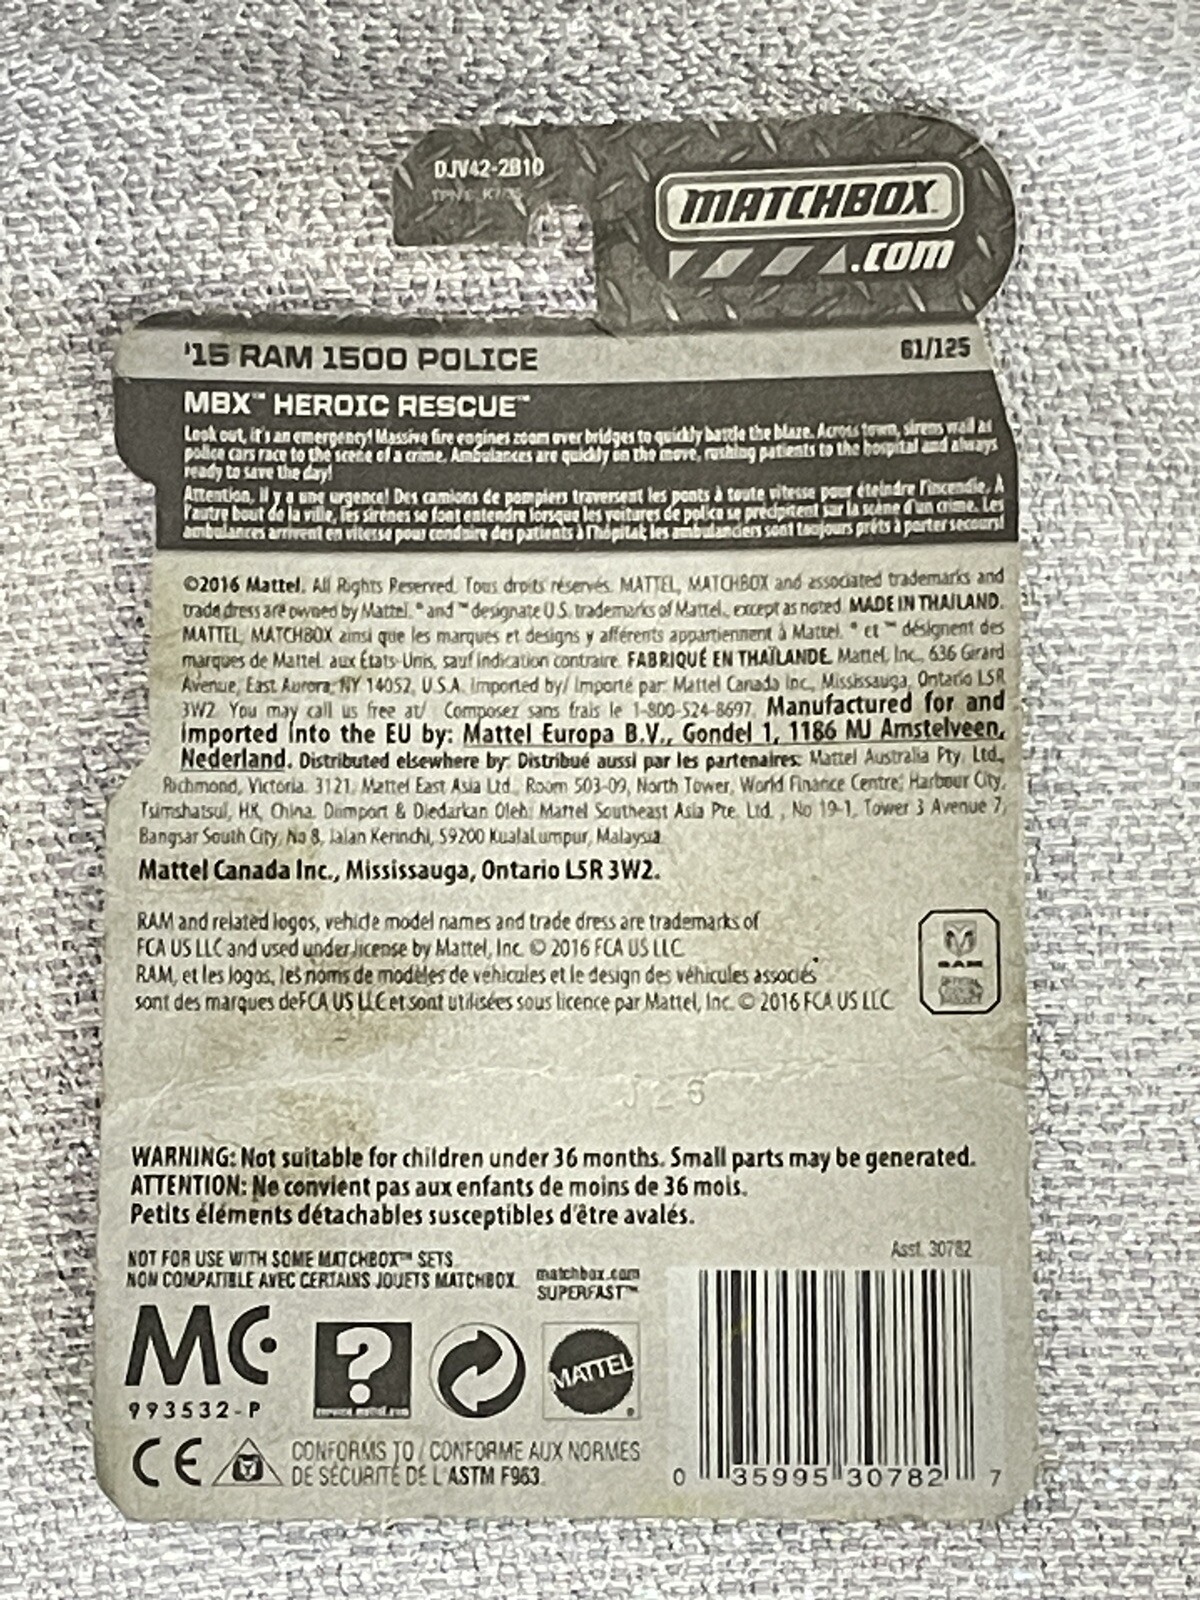 DJV42-2B10
MATCHBOX
.com
'15 RAM 1500 POLICE
61/125
MBX™ HEROIC RESCUE™
Look out, it's an emergency! Massive fire engines zoom over bridges to quickly battle the blaze. Across town, sirens wail as
police cars race to the scene of a crime. Ambulances are quickly on the move, rushing patients to the hospital and always
ready to save the day!
Attention, il y a une urgence! Des camions de pompiers traversent les ponts à toute vitesse pour éteindre l'incendie. À
l'autre bout de la ville, les sirènes se font entendre lorsque les voitures de police se précipitent sur la scène d'un crime. Les
ambulances arrivent en vitesse pour conduire des patients à l'hôpital; les ambulanciers sont toujours prêts à porter secours!
©2016 Mattel. All Rights Reserved. Tous droits réservés. MATTEL, MATCHBOX and associated trademarks and
trade dress are owned by Mattel. ® and ™ designate U.S. trademarks of Mattel, except as noted. MADE IN THAILAND.
MATTEL, MATCHBOX ainsi que les marques et designs y afférents appartiennent à Mattel. ® et ™ désignent des
marques de Mattel aux États-Unis, sauf indication contraire. FABRIQUÉ EN THAÏLANDE. Mattel, Inc., 636 Girard
Avenue, East Aurora, NY 14052, U.S.A. Imported by/ Importé par: Mattel Canada Inc., Mississauga, Ontario L5R
3W2. You may call us free at/ Composez sans frais le 1-800-524-8697. Manufactured for and
imported into the EU by: Mattel Europa B.V., Gondel 1, 1186 MJ Amstelveen,
Nederland. Distributed elsewhere by: Distribué aussi par les partenaires: Mattel Australia Pty. Ltd.,
Richmond, Victoria. 3121. Mattel East Asia Ltd., Room 503-09, North Tower, World Finance Centre, Harbour City,
Tsimshatsui, HK, China. Diimport & Diedarkan Oleh: Mattel Southeast Asia Pte. Ltd. , No 19-1, Tower 3 Avenue 7,
Bangsar South City, No 8, Jalan Kerinchi, 59200 KualaLumpur, Malaysia.
Mattel Canada Inc., Mississauga, Ontario L5R 3W2.
RAM and related logos, vehicle model names and trade dress are trademarks of
FCA US LLC and used under license by Mattel, Inc. © 2016 FCA US LLC.
RAM, et les logos, les noms de modèles de véhicules et le design des véhicules associés
sont des marques deFCA US LLC et sont utilisées sous licence par Mattel, Inc. © 2016 FCA US LLC.
RAM
J26
WARNING: Not suitable for children under 36 months. Small parts may be generated.
ATTENTION: Ne convient pas aux enfants de moins de 36 mois.
Petits éléments détachables susceptibles d'être avalés.
Asst. 30782
NOT FOR USE WITH SOME MATCHBOX™ SETS.
NON COMPATIBLE AVEC CERTAINS JOUETS MATCHBOX.
matchbox.com
SUPERFAST™
MC
993532-P
?
service.mattel.com
MATTEL
®
CE
CONFORMS TO / CONFORME AUX NORMES
DE SÉCURITÉ DE L'ASTM F963.
0 35995 30782 7